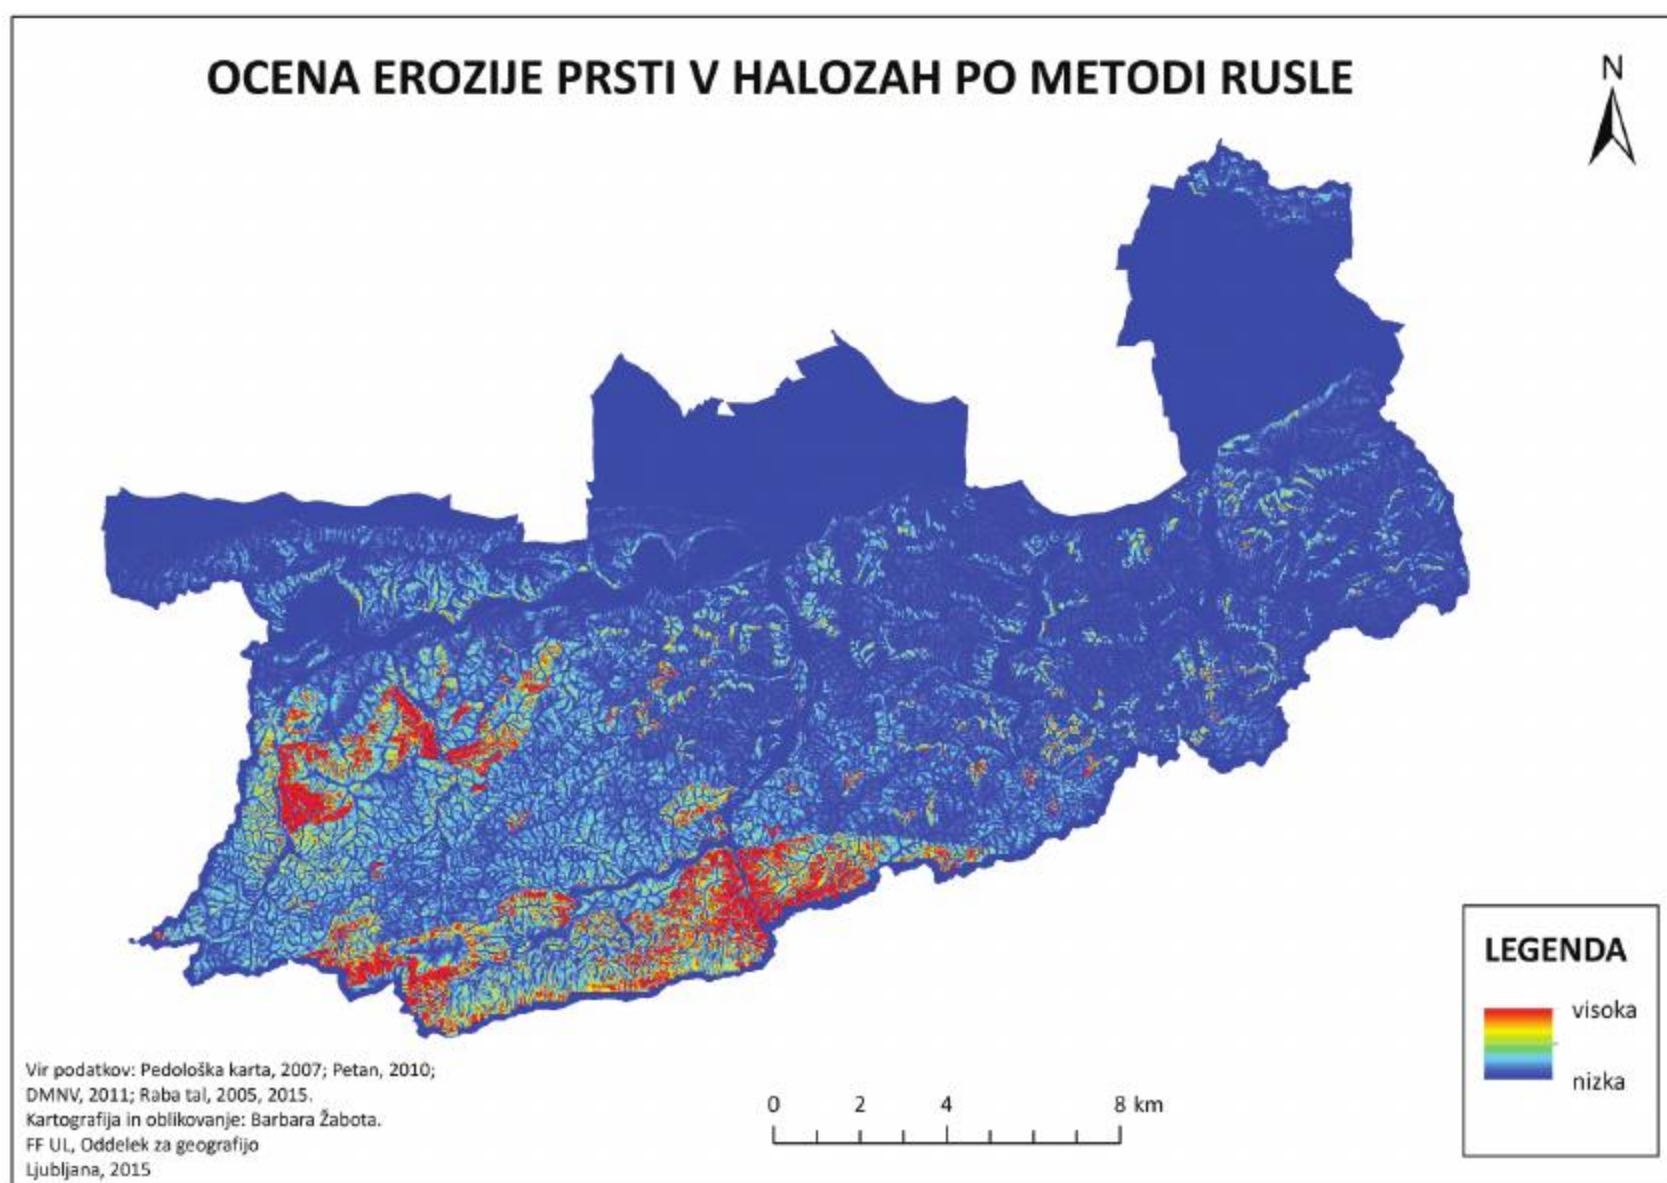 OCENA EROZIJE PRSTI V HALOZAH PO METODI RUSLE
N
LEGENDA
visoka
nizka
Vir podatkov: Pedološka karta, 2007; Petan, 2010;
DMNV, 2011; Raba tal, 2005, 2015.
Kartografija in oblikovanje: Barbara Žabota.
FF UL, Oddelek za geografijo
Ljubljana, 2015
0 2 4 8 km